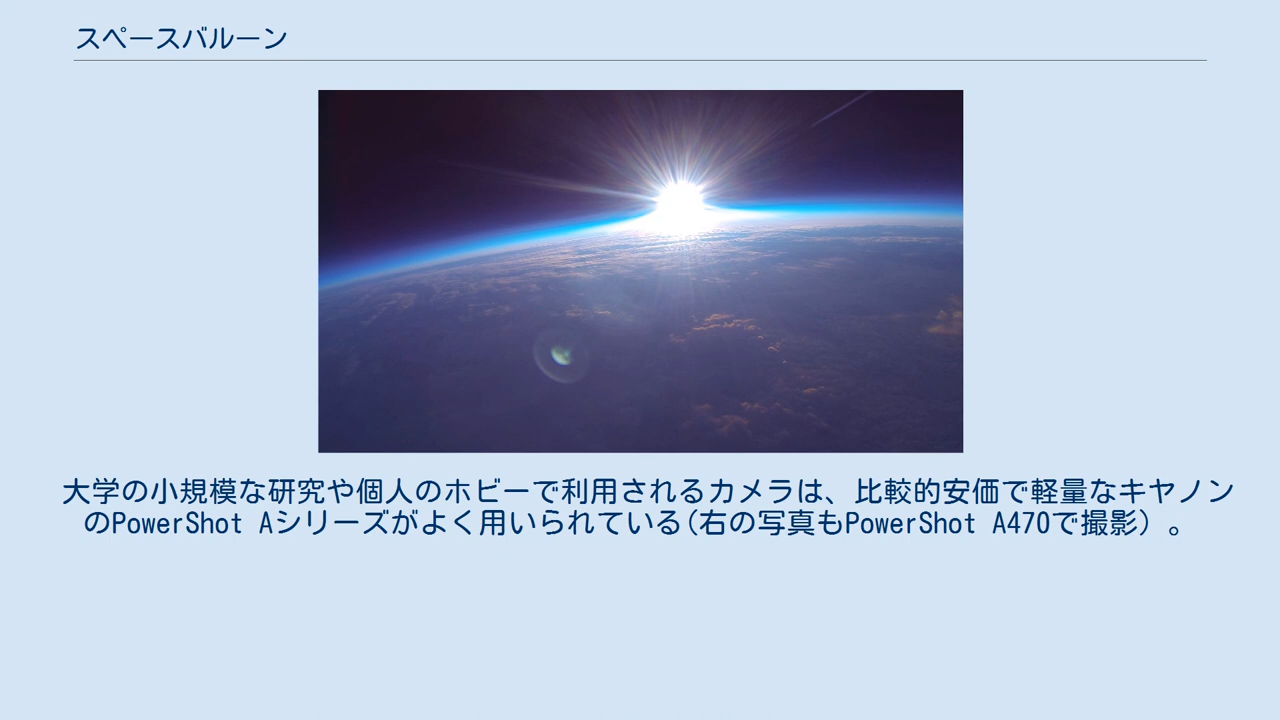 スペースバルーン
大学の小規模な研究や個人のホビーで利用されるカメラは、比較的安価で軽量なキヤノン
のPowerShot Aシリーズがよく用いられている(右の写真もPowerShot A470で撮影）。